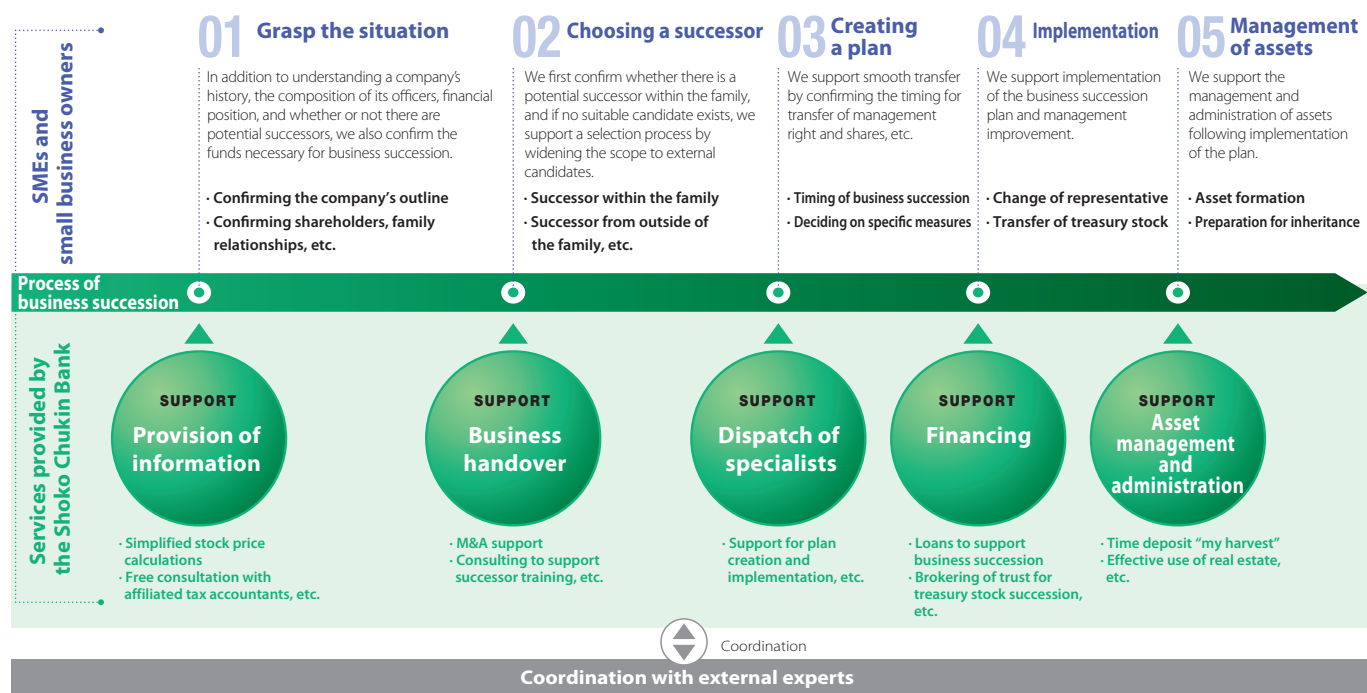 SMEs and
small business owners
01 Grasp the situation
In addition to understanding a company's
history, the composition of its officers, financial
position, and whether or not there are
potential successors, we also confirm the
funds necessary for business succession.
· Confirming the company's outline
· Confirming shareholders, family
relationships, etc.
02 Choosing a successor
We first confirm whether there is a
potential successor within the family,
and if no suitable candidate exists, we
support a selection process by
widening the scope to external
candidates.
· Successor within the family
· Successor from outside of
the family, etc.
03 Creating
a plan
We support smooth transfer
by confirming the timing for
transfer of management
right and shares, etc.
· Timing of business succession
· Deciding on specific measures
04 Implementation
We support implementation
of the business succession
plan and management
improvement.
· Change of representative
· Transfer of treasury stock
05 Management
of assets
We support the
management and
administration of assets
following implementation
of the plan.
· Asset formation
· Preparation for inheritance
Process of
business succession
Services provided by
the Shoko Chukin Bank
SUPPORT
Provision of
information
· Simplified stock price
calculations
· Free consultation with
affiliated tax accountants, etc.
SUPPORT
Business
handover
· M&A support
· Consulting to support
successor training, etc.
SUPPORT
Dispatch of
specialists
· Support for plan
creation and
implementation, etc.
SUPPORT
Financing
· Loans to support
business succession
· Brokering of trust for
treasury stock succession,
etc.
SUPPORT
Asset
management
and
administration
· Time deposit “my harvest”
· Effective use of real estate,
etc.
Coordination
Coordination with external experts